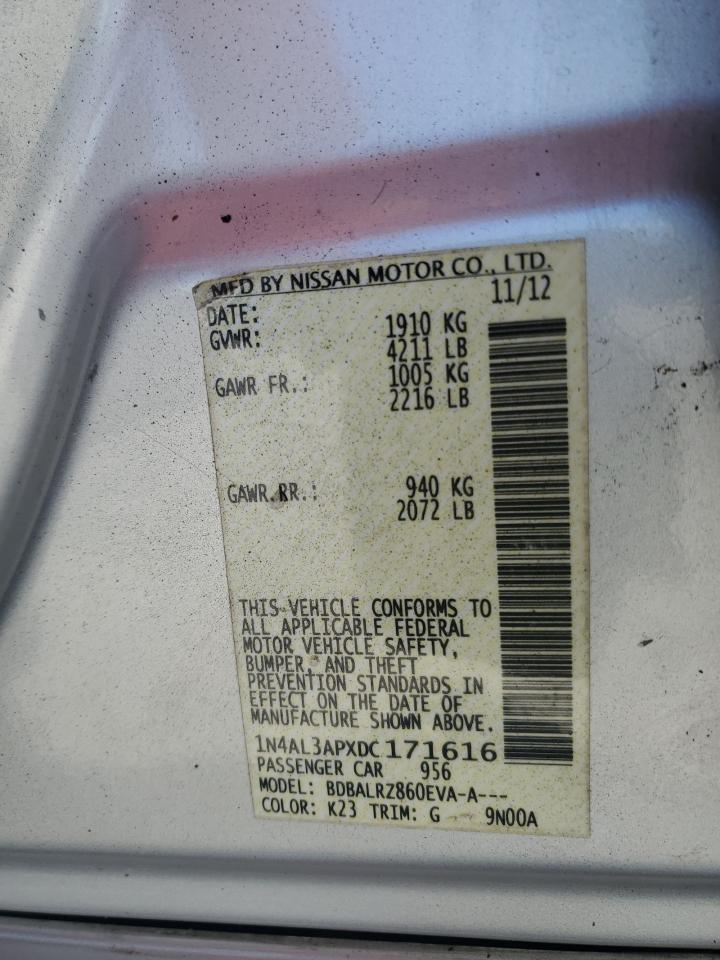 MFD BY NISSAN MOTOR CO., LTD.
DATE: 11/12
GVWR: 1910 KG
4211 LB
GAWR FR.: 1005 KG
2216 LB
GAWR.RR.: 940 KG
2072 LB
THIS VEHICLE CONFORMS TO
ALL APPLICABLE FEDERAL
MOTOR VEHICLE SAFETY,
BUMPER, AND THEFT
PREVENTION STANDARDS IN
EFFECT ON THE DATE OF
MANUFACTURE SHOWN ABOVE.
1N4AL3APXDC171616
PASSENGER CAR 956
MODEL: BDBALRZ860EVA-A---
COLOR: K23 TRIM: G 9N00A